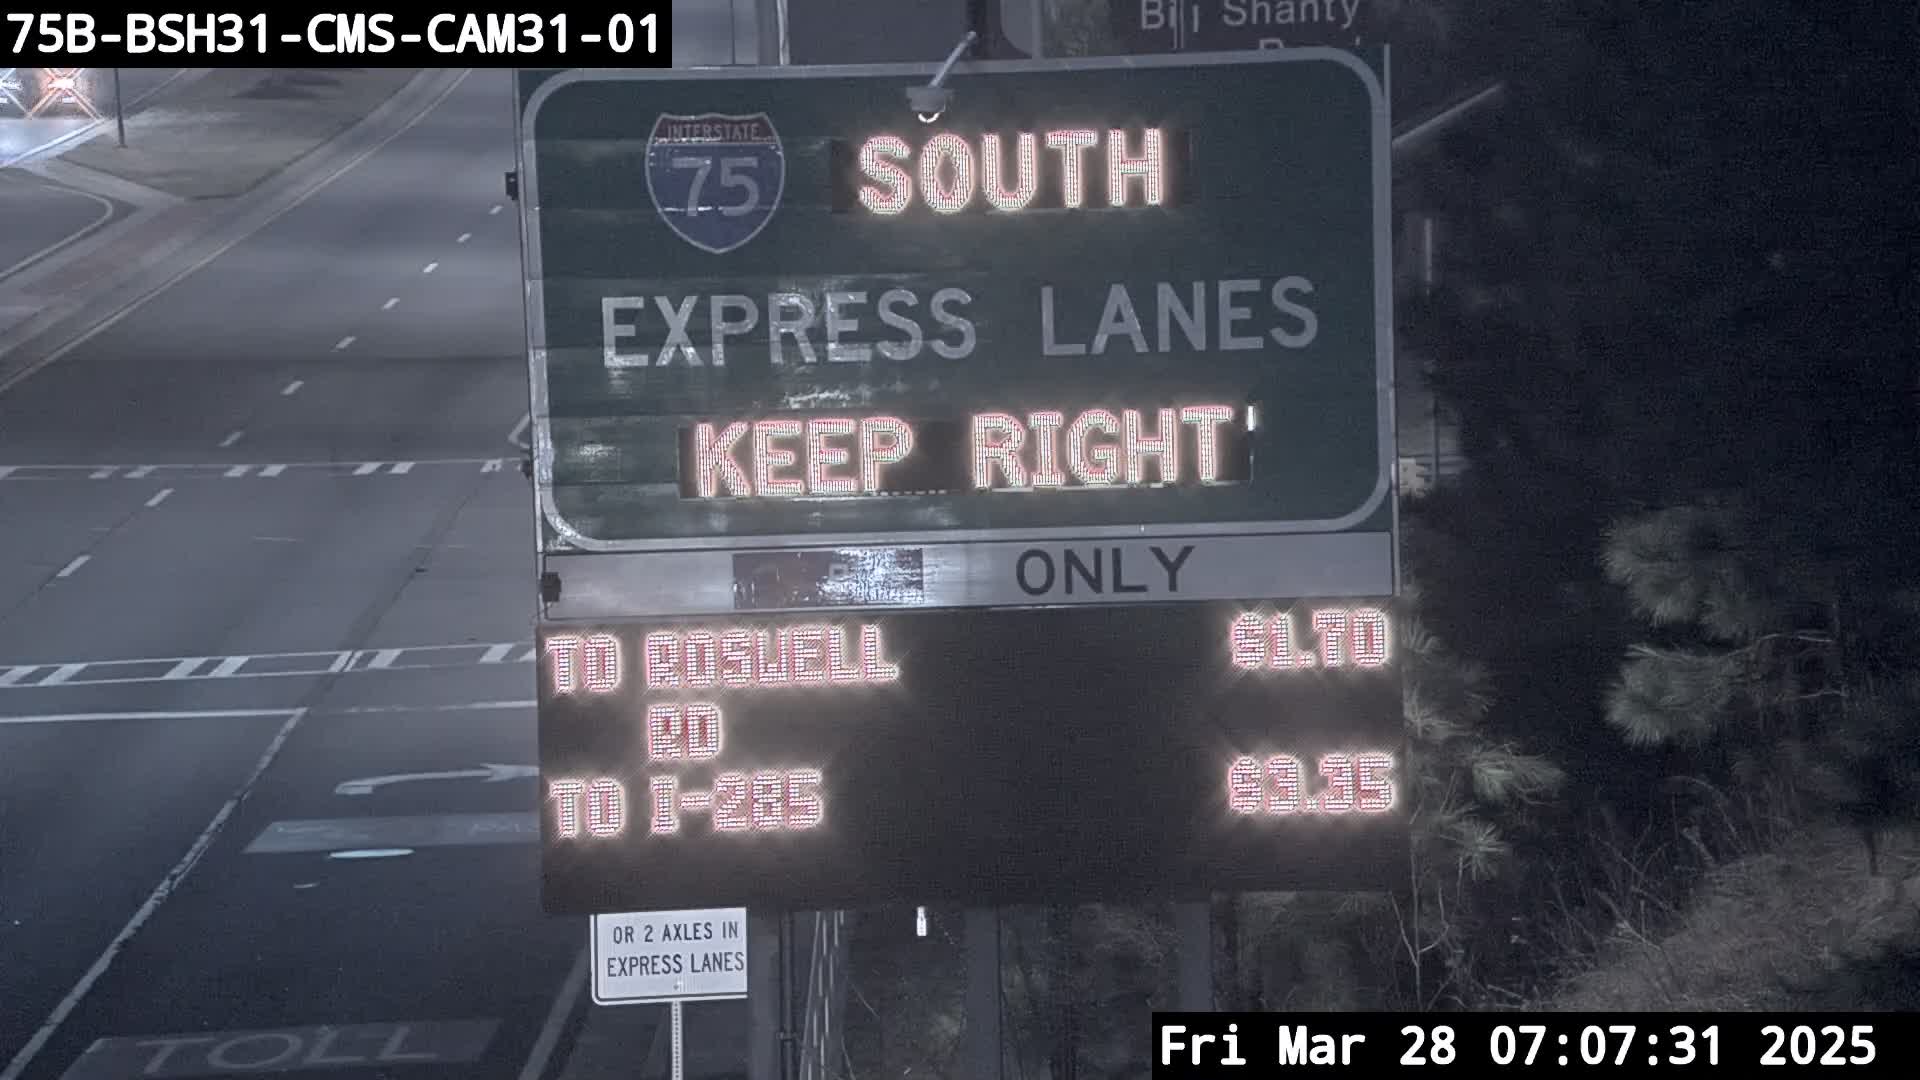 75B-BSH31-CMS-CAM31-01
Shanty
INTERSTATE
75
SOUTH
EXPRESS LANES
KEEP RIGHT
ONLY
TO ROSWELL $1.70
RD
TO I-285 $3.35
OR 2 AXLES IN
EXPRESS LANES
TOLL
Fri Mar 28 07:07:31 2025